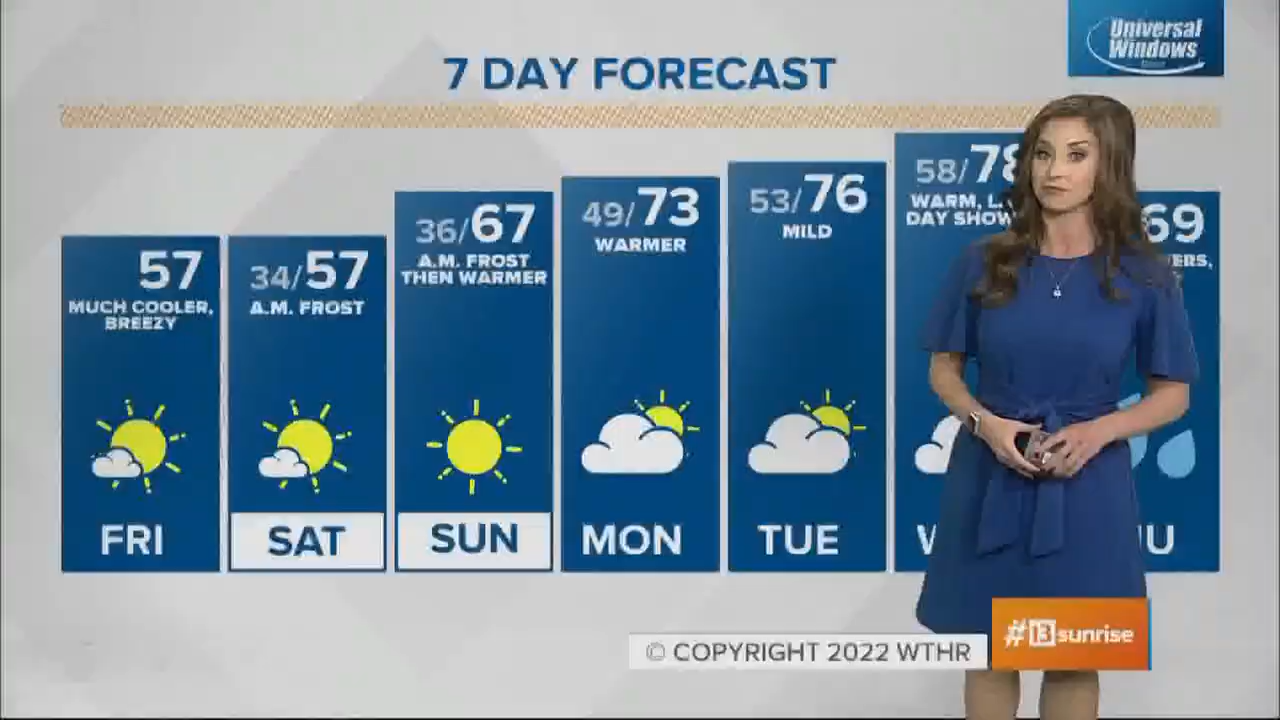 Universal
Windows
7 DAY FORECAST
57
MUCH COOLER,
BREEZY
FRI
34/57
A.M. FROST
SAT
36/67
A.M. FROST
THEN WARMER
SUN
49/73
WARMER
MON
53/76
MILD
TUE
58/78
WARM,
DAY
69
© COPYRIGHT 2022 WTHR
#13sunrise